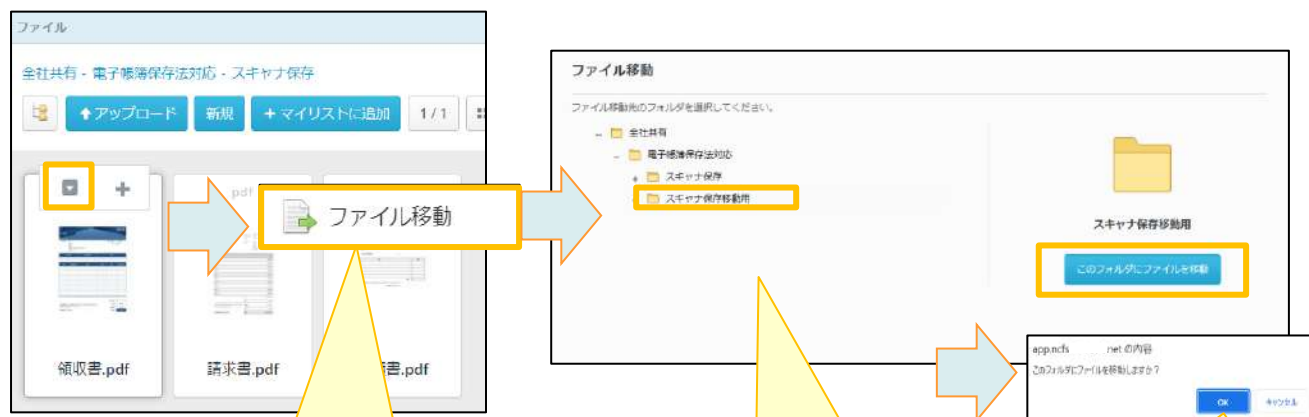 ファイル
全社共有 - 電子帳簿保存法対応 - スキャナ保存
アップロード
新規
+ マイリストに追加
1 / 1
pdf
ファイル移動
領収書.pdf
請求書.pdf
書.pdf
ファイル移動
ファイル移動先のフォルダを選択してください。
全社共有
電子帳簿保存法対応
スキャナ保存
スキャナ保存移動用
スキャナ保存移動用
このフォルダにファイルを移動
app.ncfs net の内容
このフォルダにファイルを移動しますか？
OK
キャンセル